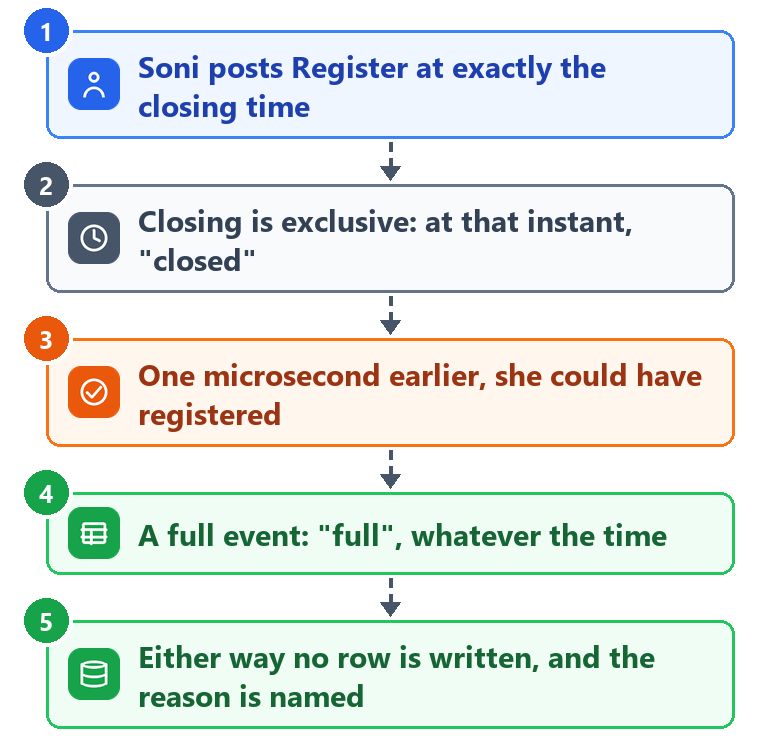 1
Soni posts Register at exactly the
closing time
2
Closing is exclusive: at that instant,
"closed"
3
One microsecond earlier, she could have
registered
4
A full event: "full", whatever the time
5
Either way no row is written, and the
reason is named